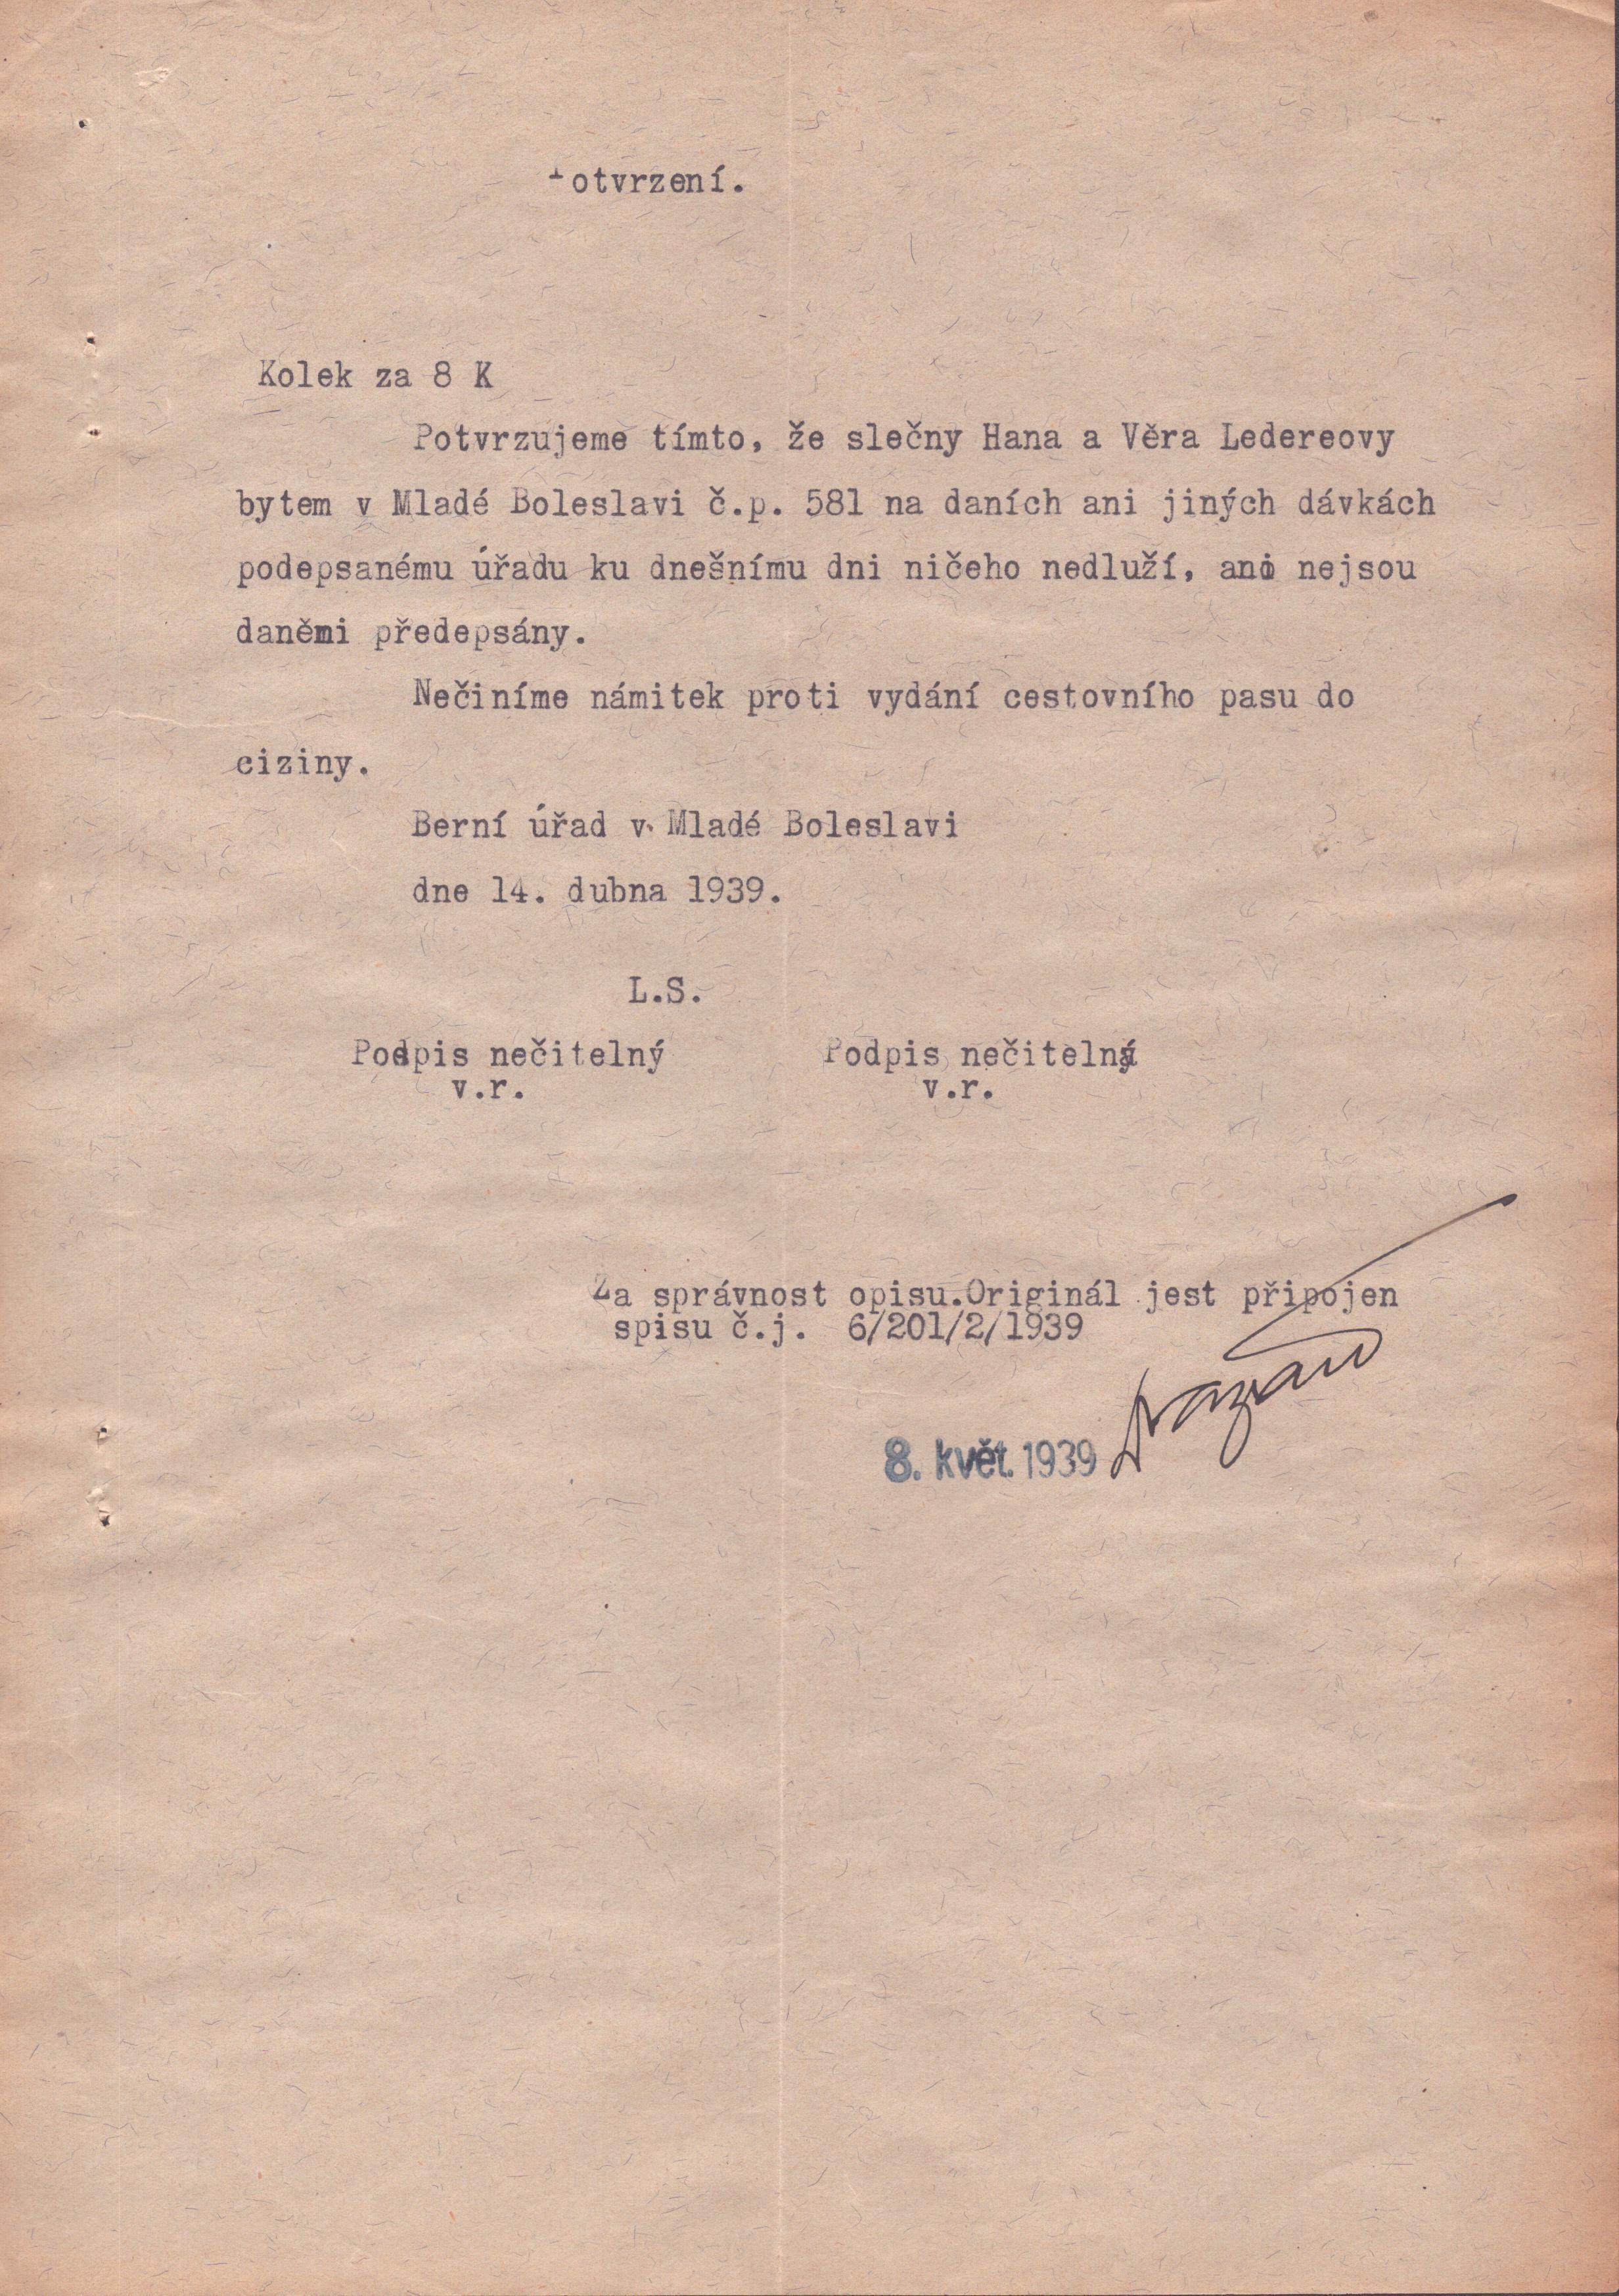 Potvrzení.
Kolek za 8 K
Potvrzujeme tímto, že slečny Hana a Věra Ledereovy
bytem v Mladé Boleslavi č.p. 581 na daních ani jiných dávkách
podepsanému úřadu ku dnešnímu dni ničeho nedluží, ani nejsou
daněmi předepsány.
Nečiníme námitek proti vydání cestovního pasu do
ciziny.
Berní úřad v Mladé Boleslavi
dne 14. dubna 1939.
L.S.
Podpis nečitelný Podpis nečitelný
v.r. v.r.
Za správnost opisu.Originál jest připojen
spisu č.j. 6/201/2/1939
8. květ. 1939